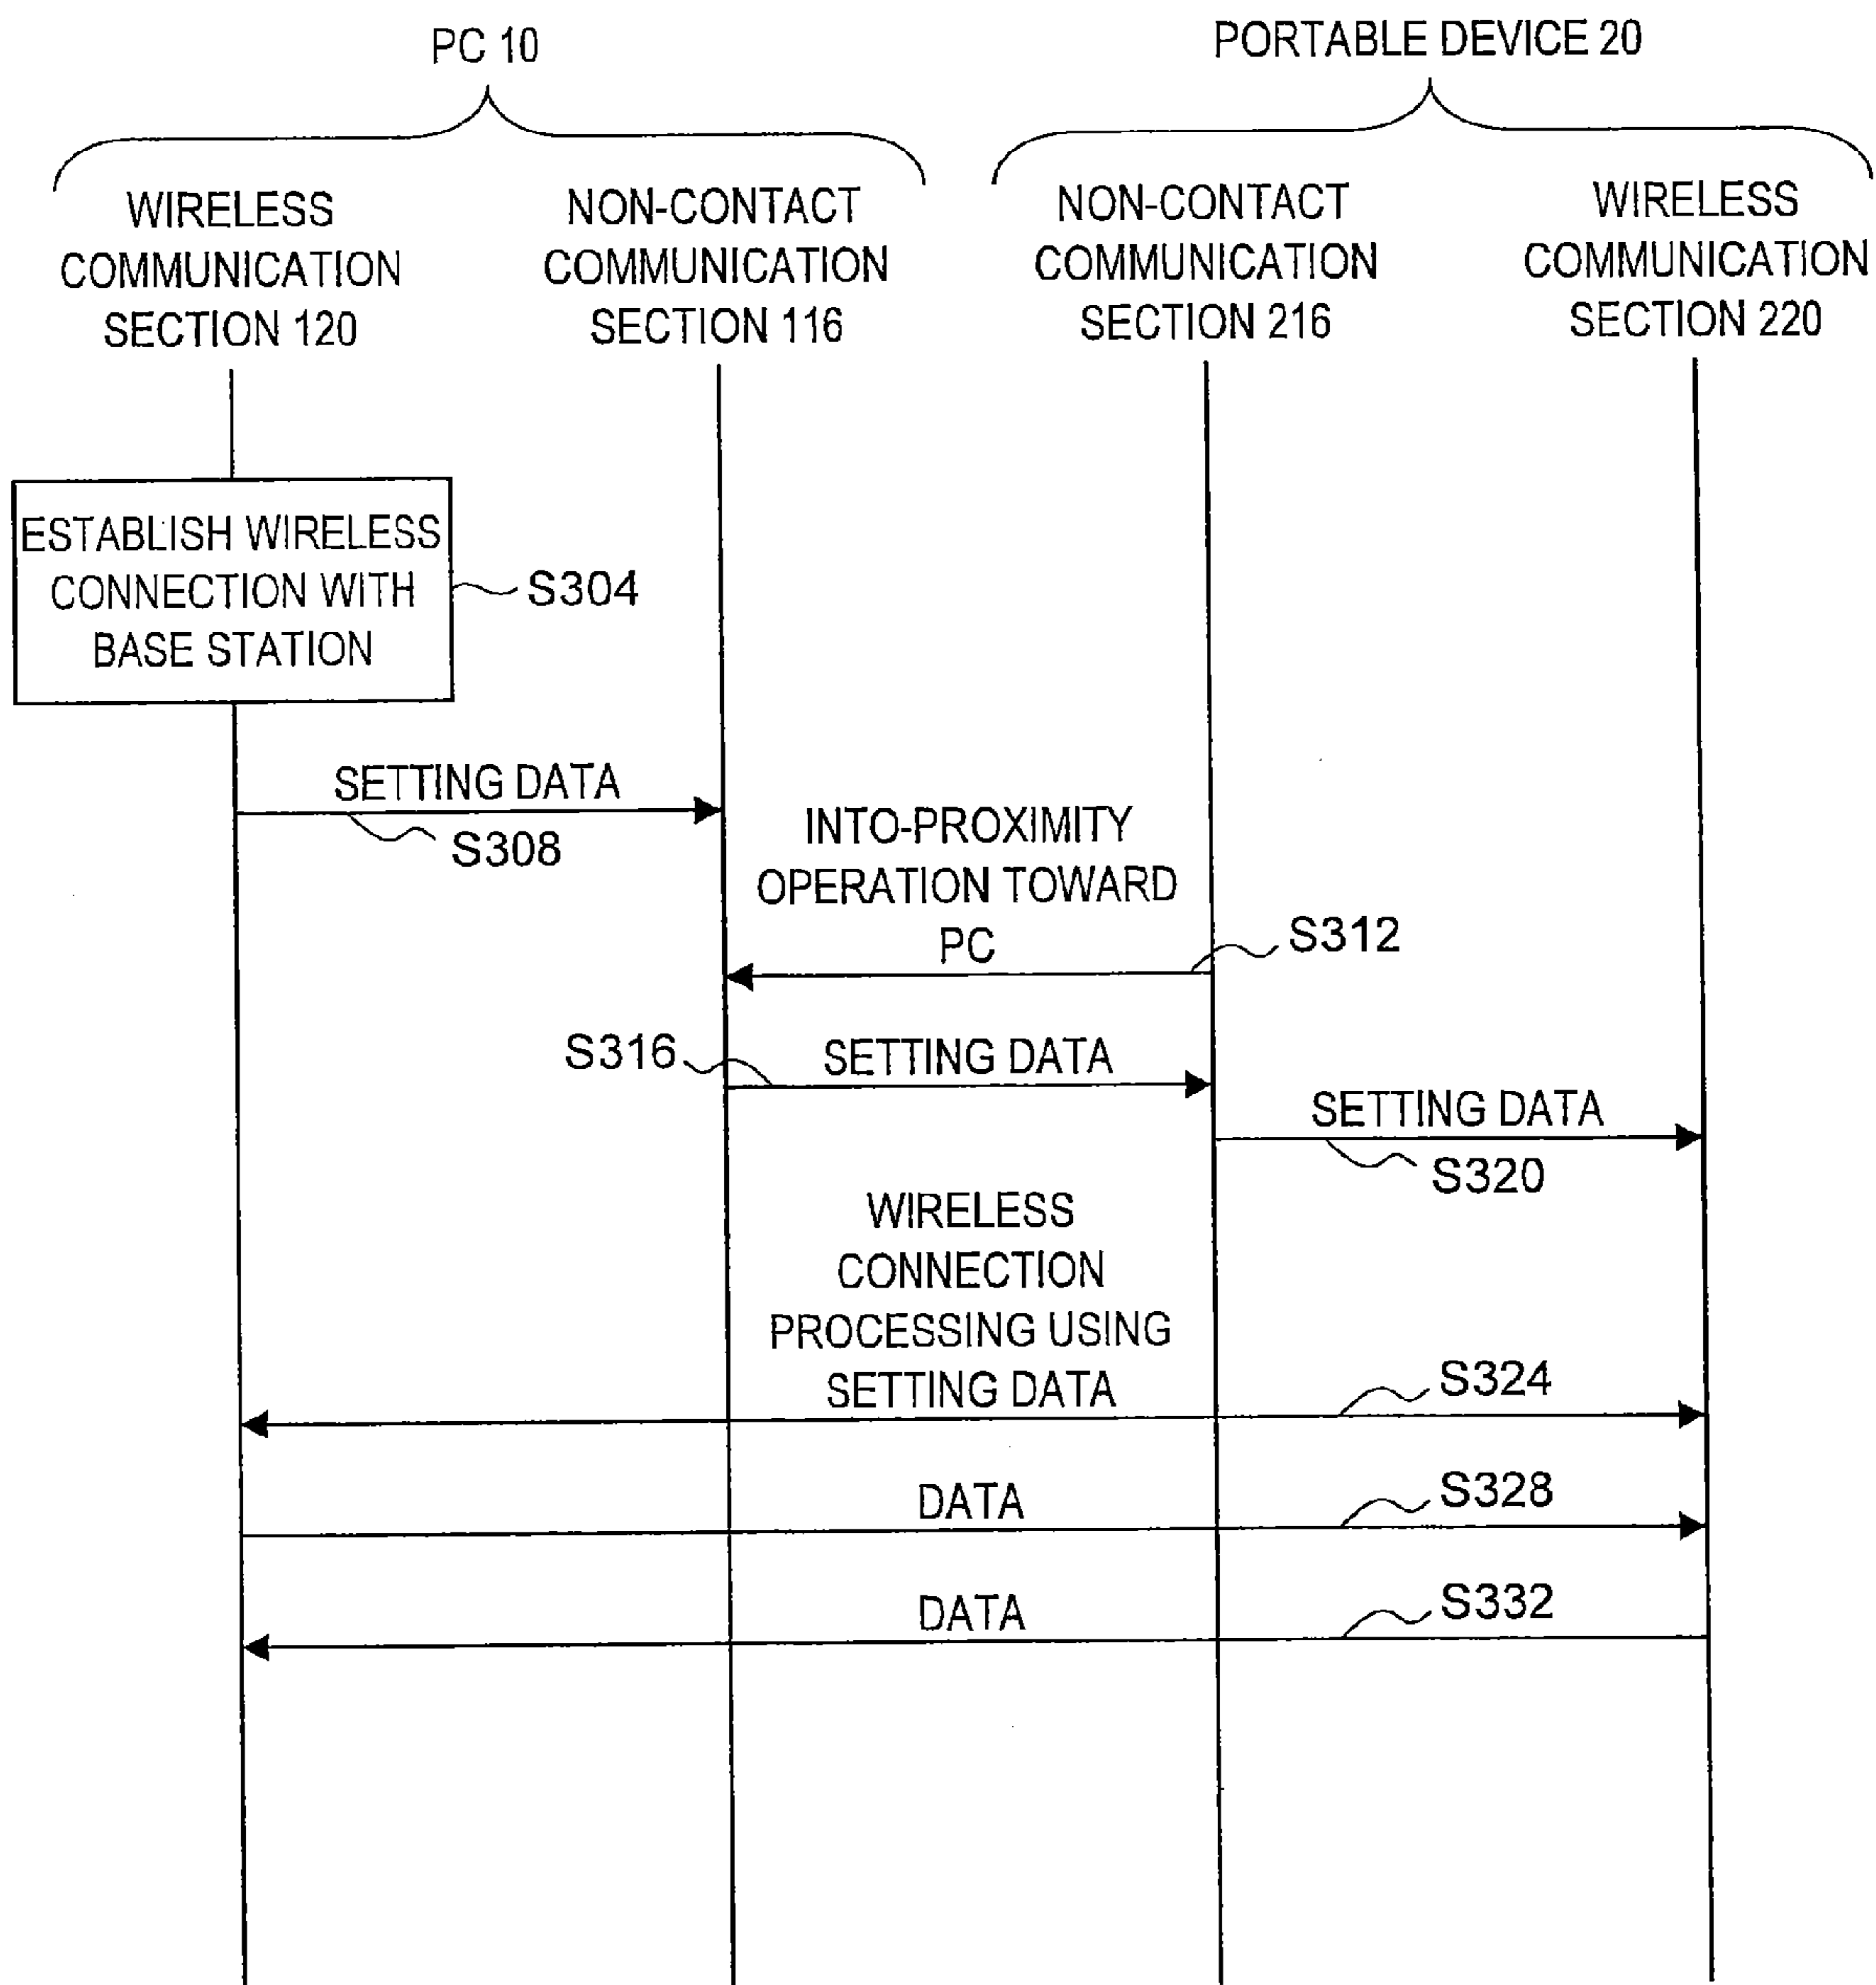 PC 10
PORTABLE DEVICE 20
WIRELESS
COMMUNICATION
SECTION 120
NON-CONTACT
COMMUNICATION
SECTION 116
NON-CONTACT
COMMUNICATION
SECTION 216
WIRELESS
COMMUNICATION
SECTION 220
ESTABLISH WIRELESS
CONNECTION WITH
BASE STATION
S304
SETTING DATA
S308
INTO-PROXIMITY
OPERATION TOWARD
PC
S312
S316
SETTING DATA
SETTING DATA
S320
WIRELESS
CONNECTION
PROCESSING USING
SETTING DATA
S324
DATA
S328
DATA
S332